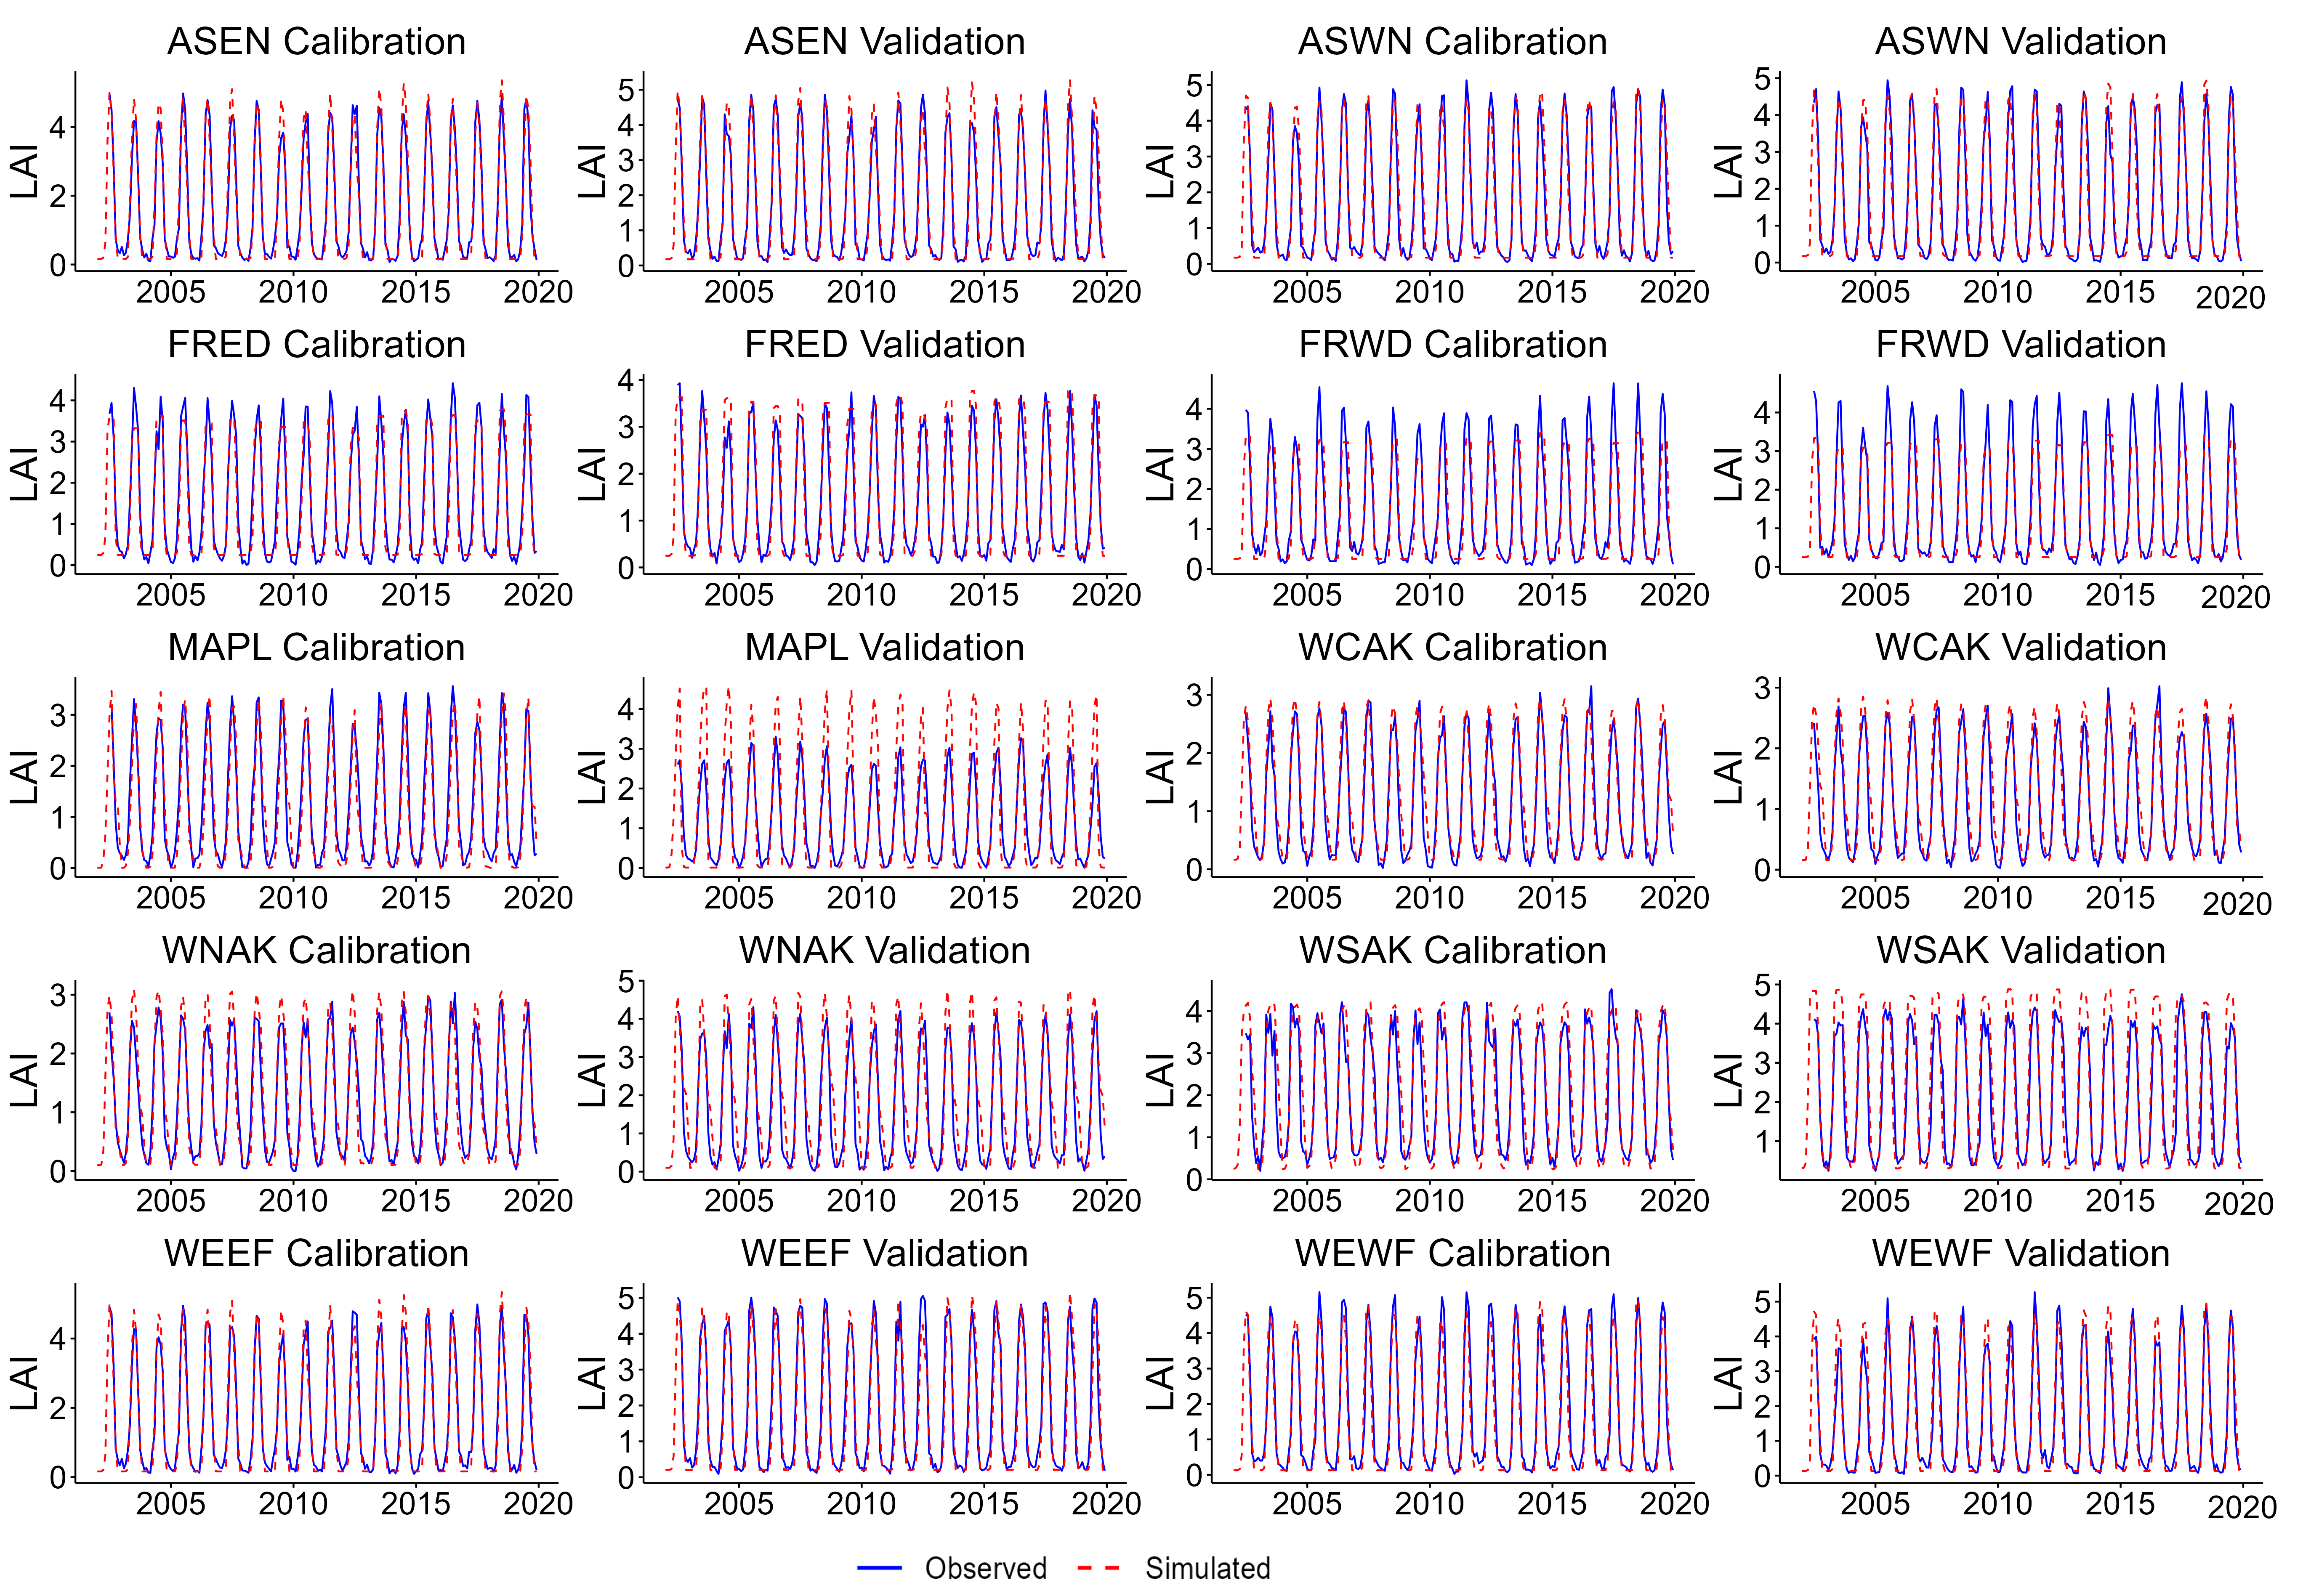 ASEN Calibration
LAI
4
2
0
2005 2010 2015 2020
ASEN Validation
LAI
5
4
3
2
1
0
2005 2010 2015 2020
ASWN Calibration
LAI
5
4
3
2
1
0
2005 2010 2015 2020
ASWN Validation
LAI
5
4
3
2
1
0
2005 2010 2015 2020
FRED Calibration
LAI
4
3
2
1
0
2005 2010 2015 2020
FRED Validation
LAI
4
3
2
1
0
2005 2010 2015 2020
FRWD Calibration
LAI
4
3
2
1
0
2005 2010 2015 2020
FRWD Validation
LAI
4
3
2
1
0
2005 2010 2015 2020
MAPL Calibration
LAI
3
2
1
0
2005 2010 2015 2020
MAPL Validation
LAI
4
3
2
1
0
2005 2010 2015 2020
WCAK Calibration
LAI
3
2
1
0
2005 2010 2015 2020
WCAK Validation
LAI
3
2
1
0
2005 2010 2015 2020
WNAK Calibration
LAI
3
2
1
0
2005 2010 2015 2020
WNAK Validation
LAI
5
4
3
2
1
0
2005 2010 2015 2020
WSAK Calibration
LAI
4
3
2
1
0
2005 2010 2015 2020
WSAK Validation
LAI
5
4
3
2
1
2005 2010 2015 2020
WEEF Calibration
LAI
4
2
0
2005 2010 2015 2020
WEEF Validation
LAI
5
4
3
2
1
0
2005 2010 2015 2020
WEWF Calibration
LAI
5
4
3
2
1
0
2005 2010 2015 2020
WEWF Validation
LAI
5
4
3
2
1
0
2005 2010 2015 2020
Observed Simulated